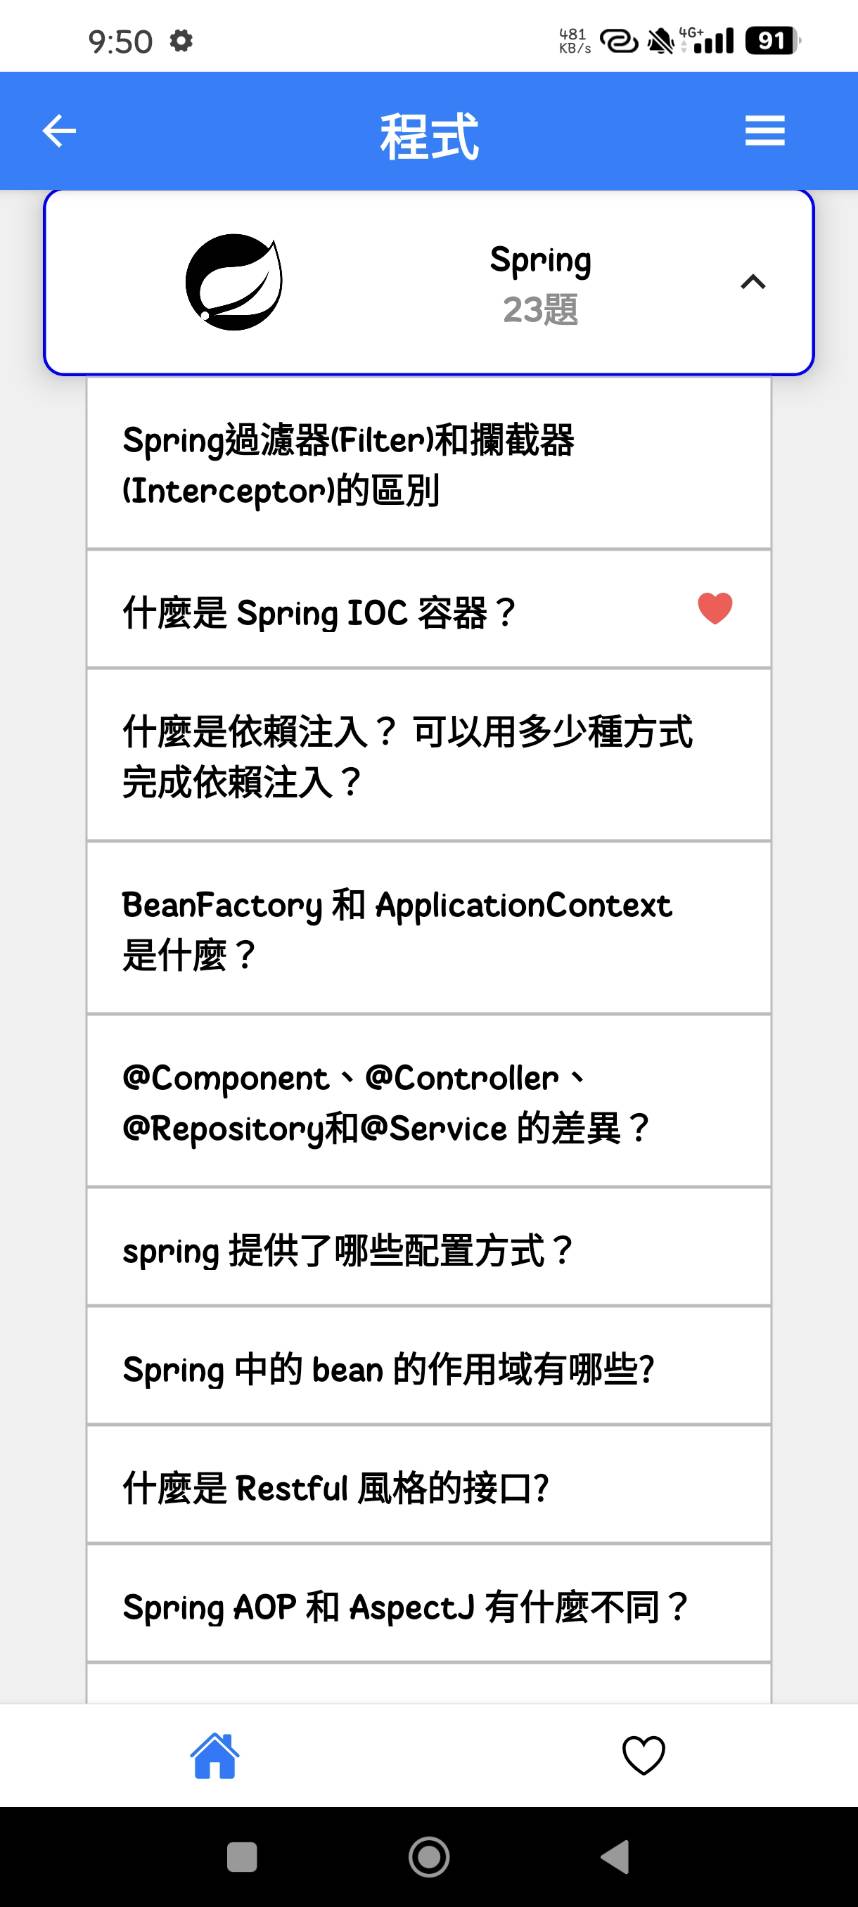 9:50
481
KB/s
4G+
91
程式
Spring
23題
Spring過濾器(Filter)和攔截器
(Interceptor)的區別
什麼是 Spring IOC 容器？
什麼是依賴注入？ 可以用多少種方式
完成依賴注入？
BeanFactory 和 ApplicationContext
是什麼？
@Component、@Controller、
@Repository和@Service 的差異？
spring 提供了哪些配置方式？
Spring 中的 bean 的作用域有哪些?
什麼是 Restful 風格的接口?
Spring AOP 和 AspectJ 有什麼不同？